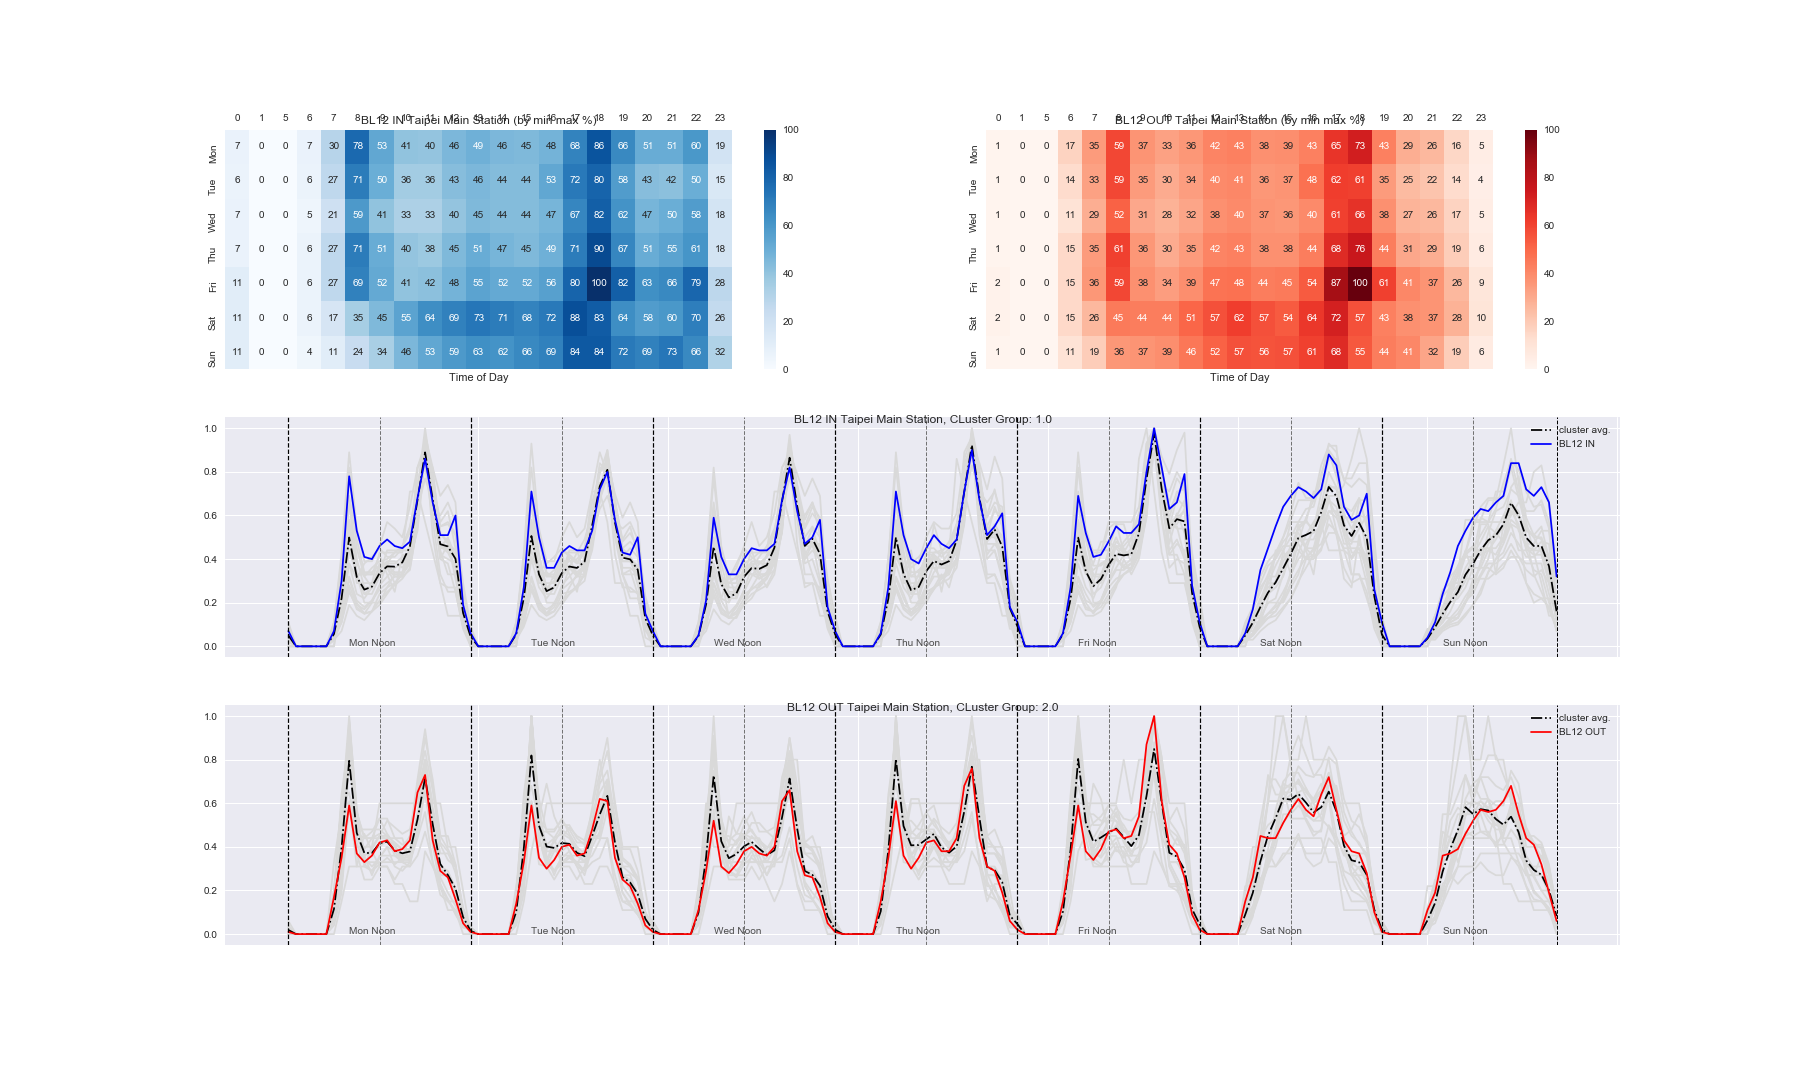 BL12 IN Taipei Main Station (by min max %)
0 1 5 6 7 8 9 10 11 12 13 14 15 16 17 18 19 20 21 22 23
Mon 7 0 0 7 30 78 53 41 40 46 49 46 45 48 68 86 66 51 51 60 19
Tue 6 0 0 6 27 71 50 36 36 43 46 44 44 53 72 80 58 43 42 50 15
Wed 7 0 0 5 21 59 41 33 33 40 45 44 44 47 67 82 62 47 50 58 18
Thu 7 0 0 6 27 71 51 40 38 45 51 47 45 49 71 90 67 51 55 61 18
Fri 11 0 0 6 27 69 52 41 42 48 55 52 52 56 80 100 82 63 66 79 28
Sat 11 0 0 6 17 35 45 55 64 69 73 71 68 72 88 83 64 58 60 70 26
Sun 11 0 0 4 11 24 34 46 53 59 63 62 66 69 84 84 72 69 73 66 32
Time of Day
100
80
60
40
20
0
BL12 OUT Taipei Main Station (by min max %)
0 1 5 6 7 8 9 10 11 12 13 14 15 16 17 18 19 20 21 22 23
Mon 1 0 0 17 35 59 37 33 36 42 43 38 39 43 65 73 43 29 26 16 5
Tue 1 0 0 14 33 59 35 30 34 40 41 36 37 48 62 61 35 25 22 14 4
Wed 1 0 0 11 29 52 31 28 32 38 40 37 36 40 61 66 38 27 26 17 5
Thu 1 0 0 15 35 61 36 30 35 42 43 38 38 44 68 76 44 31 29 19 6
Fri 2 0 0 15 36 59 38 34 39 47 48 44 45 54 87 100 61 41 37 26 9
Sat 2 0 0 15 26 45 44 44 51 57 62 57 54 64 72 57 43 38 37 28 10
Sun 1 0 0 11 19 36 37 39 46 52 57 56 57 61 68 55 44 41 32 19 6
Time of Day
100
80
60
40
20
0
BL12 IN Taipei Main Station, CLuster Group: 1.0
cluster avg.
BL12 IN
1.0
0.8
0.6
0.4
0.2
0.0
Mon Noon Tue Noon Wed Noon Thu Noon Fri Noon Sat Noon Sun Noon
BL12 OUT Taipei Main Station, CLuster Group: 2.0
cluster avg.
BL12 OUT
1.0
0.8
0.6
0.4
0.2
0.0
Mon Noon Tue Noon Wed Noon Thu Noon Fri Noon Sat Noon Sun Noon